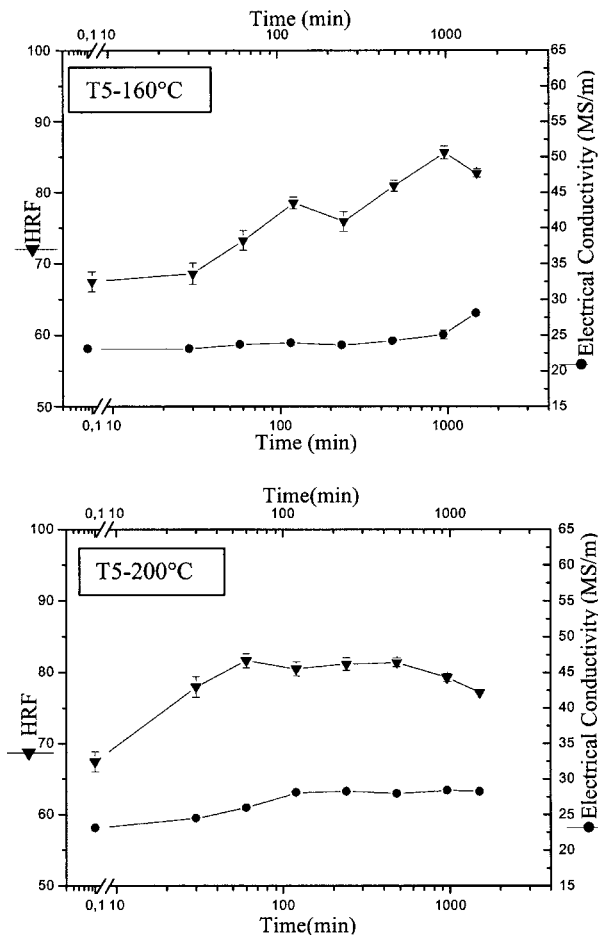 Time (min)
0,1 10 100 1000
100 65
T5-160°C
60
90 55
50
80 45
HRF
40
70 35
30
60 25
20
50 15
Electrical Conductivity (MS/m)
0,1 10 100 1000
Time (min)
Time(min)
0,1 10 100 1000
100 65
T5-200°C
60
90 55
50
80 45
HRF
40
70 35
30
60 25
20
50 15
Electrical Conductivity (MS/m)
0,1 10 100 1000
Time(min)